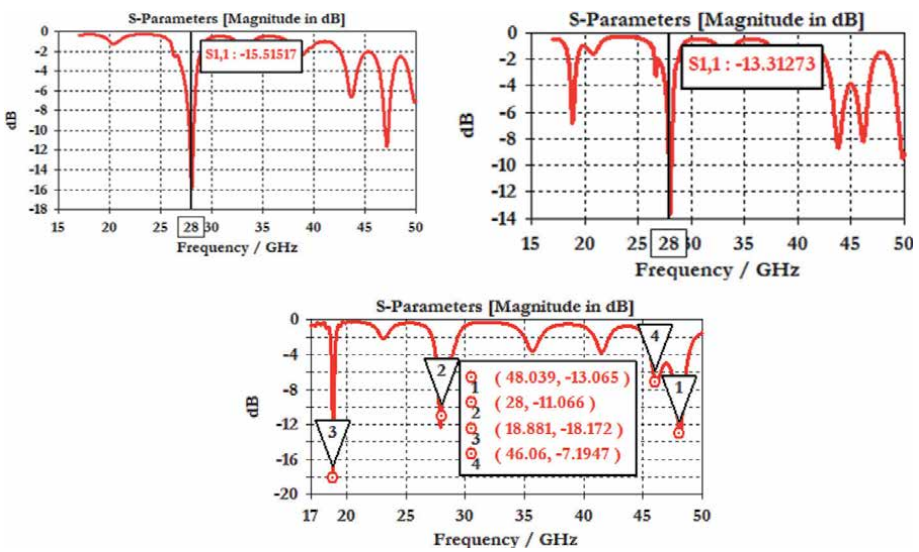 S-Parameters [Magnitude in dB]
0
-2
-4
-6
-8
-10
-12
-14
-16
-18
dB
S1,1 : -15.51517
15 20 25 28 30 35 40 45 50
Frequency / GHz
S-Parameters [Magnitude in dB]
0
-2
-4
-6
-8
-10
-12
-14
dB
S1,1 : -13.31273
15 20 25 28 30 35 40 45 50
Frequency / GHz
S-Parameters [Magnitude in dB]
0
-4
-8
-12
-16
-20
dB
3
2
4
1
1 ( 48.039, -13.065)
2 ( 28, -11.066)
3 ( 18.881, -18.172)
4 ( 46.06, -7.1947)
17 20 25 30 35 40 45 50
Frequency / GHz